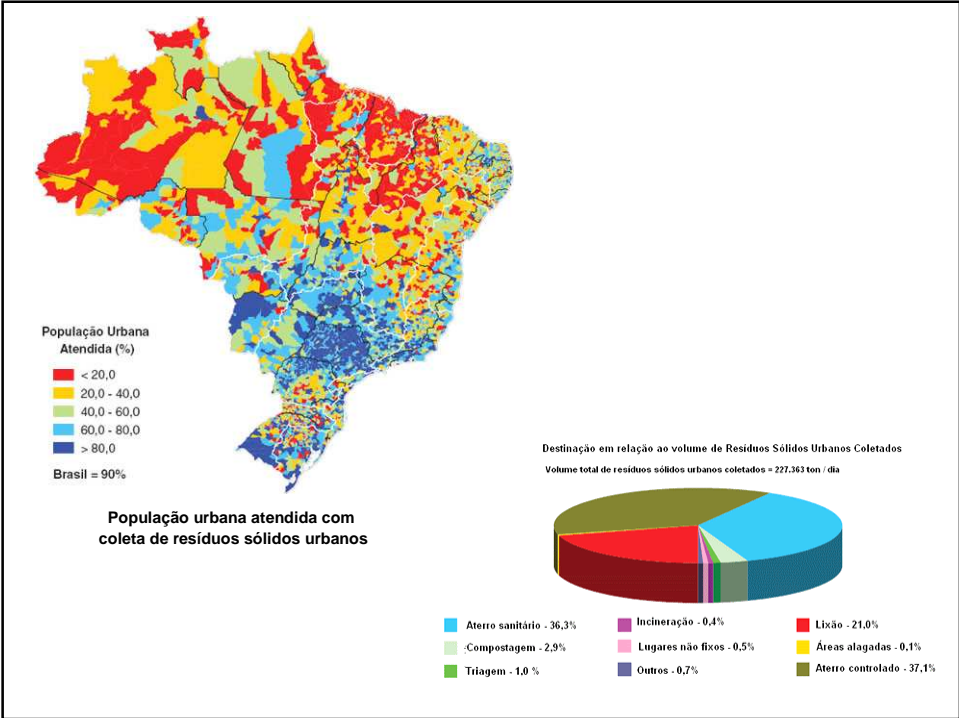 População Urbana
Atendida (%)
< 20,0
20,0 - 40,0
40,0 - 60,0
60,0 - 80,0
> 80,0
Brasil = 90%
População urbana atendida com
coleta de resíduos sólidos urbanos
Destinação em relação ao volume de Resíduos Sólidos Urbanos Coletados
Volume total de resíduos sólidos urbanos coletados = 227.363 ton / dia
Aterro sanitário - 36,3%
Compostagem - 2,9%
Triagem - 1,0 %
Incineração - 0,4%
Lugares não fixos - 0,5%
Outros - 0,7%
Lixão - 21,0%
Áreas alagadas - 0,1%
Aterro controlado - 37,1%